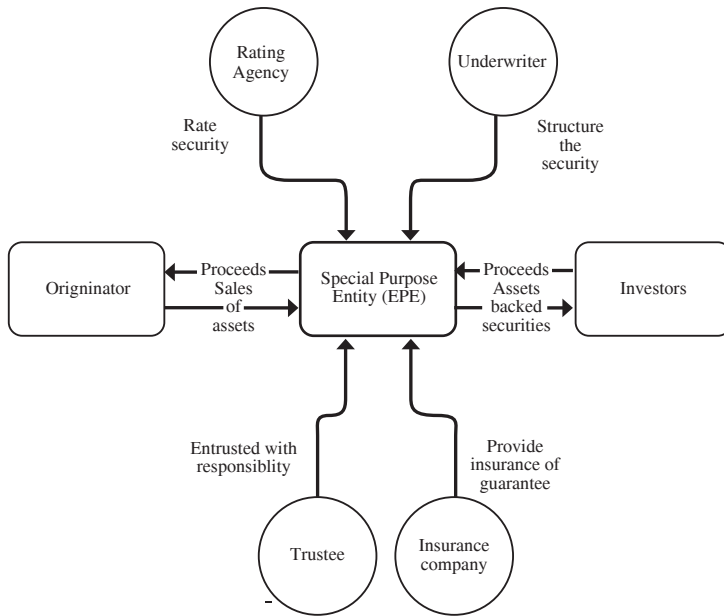 Rating
Agency
Underwriter
Rate
security
Structure
the
security
Origninator
Proceeds
Sales
of
assets
Special Purpose
Entity (EPE)
Proceeds
Assets
backed
securities
Investors
Entrusted with
responsiblity
Provide
insurance of
guarantee
Trustee
Insurance
company